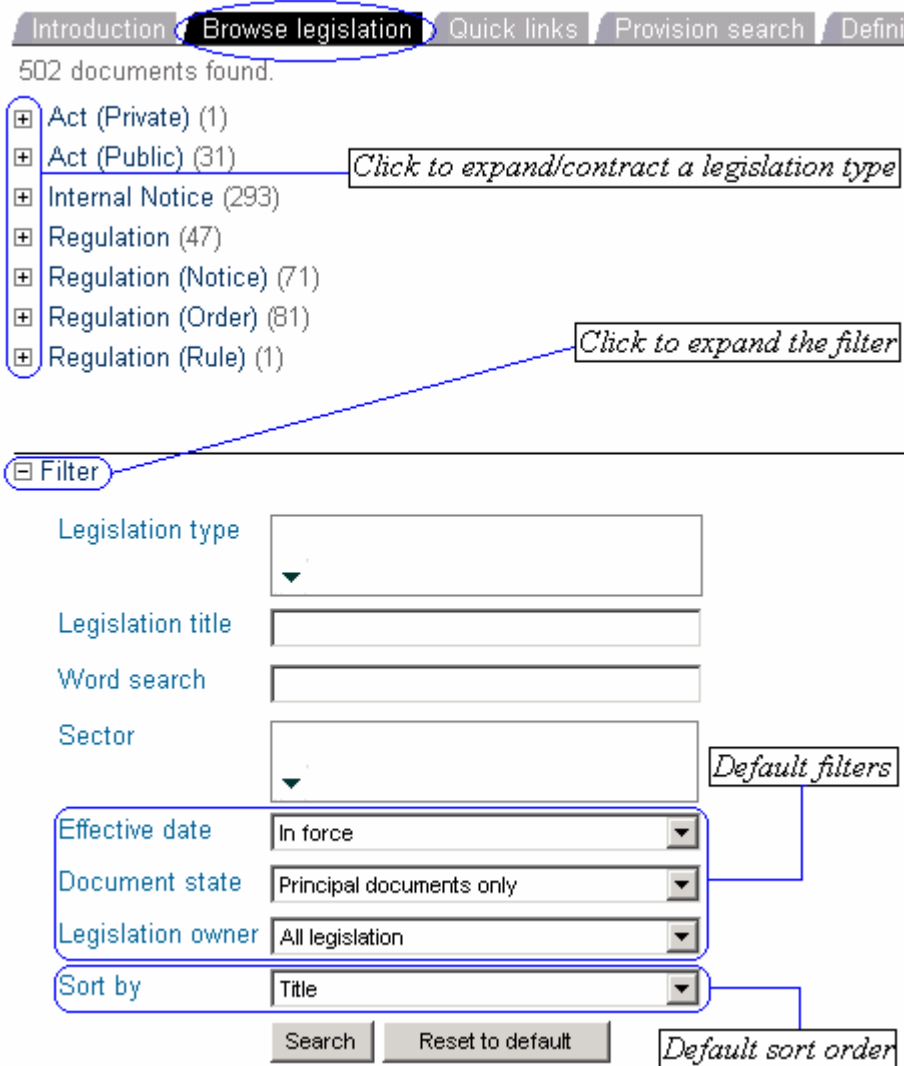 Introduction Browse legislation Quick links Provision search Defini
502 documents found.
Act (Private) (1)
Act (Public) (31)
Click to expand/contract a legislation type
Internal Notice (293)
Regulation (47)
Regulation (Notice) (71)
Regulation (Order) (81)
Click to expand the filter
Regulation (Rule) (1)
Filter
Legislation type
Legislation title
Word search
Sector
Default filters
Effective date In force
Document state Principal documents only
Legislation owner All legislation
Sort by Title
Search Reset to default
Default sort order